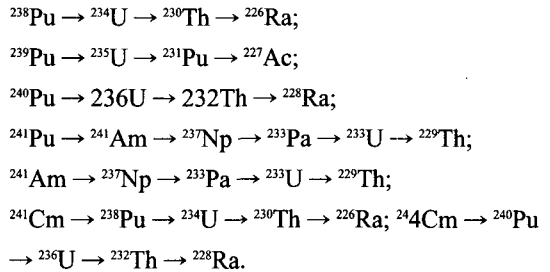 ²³⁸Pu → ²³⁴U → ²³⁰Th → ²²⁶Ra;
²³⁹Pu → ²³⁵U → ²³¹Pu → ²²⁷Ac;
²⁴⁰Pu → 236U → 232Th → ²²⁸Ra;
²⁴¹Pu → ²⁴¹Am → ²³⁷Np → ²³³Pa → ²³³U → ²²⁹Th;
²⁴¹Am → ²³⁷Np → ²³³Pa → ²³³U → ²²⁹Th;
²⁴¹Cm → ²³⁸Pu → ²³⁴U → ²³⁰Th → ²²⁶Ra; ²⁴4Cm → ²⁴⁰Pu
→ ²³⁶U → ²³²Th → ²²⁸Ra.